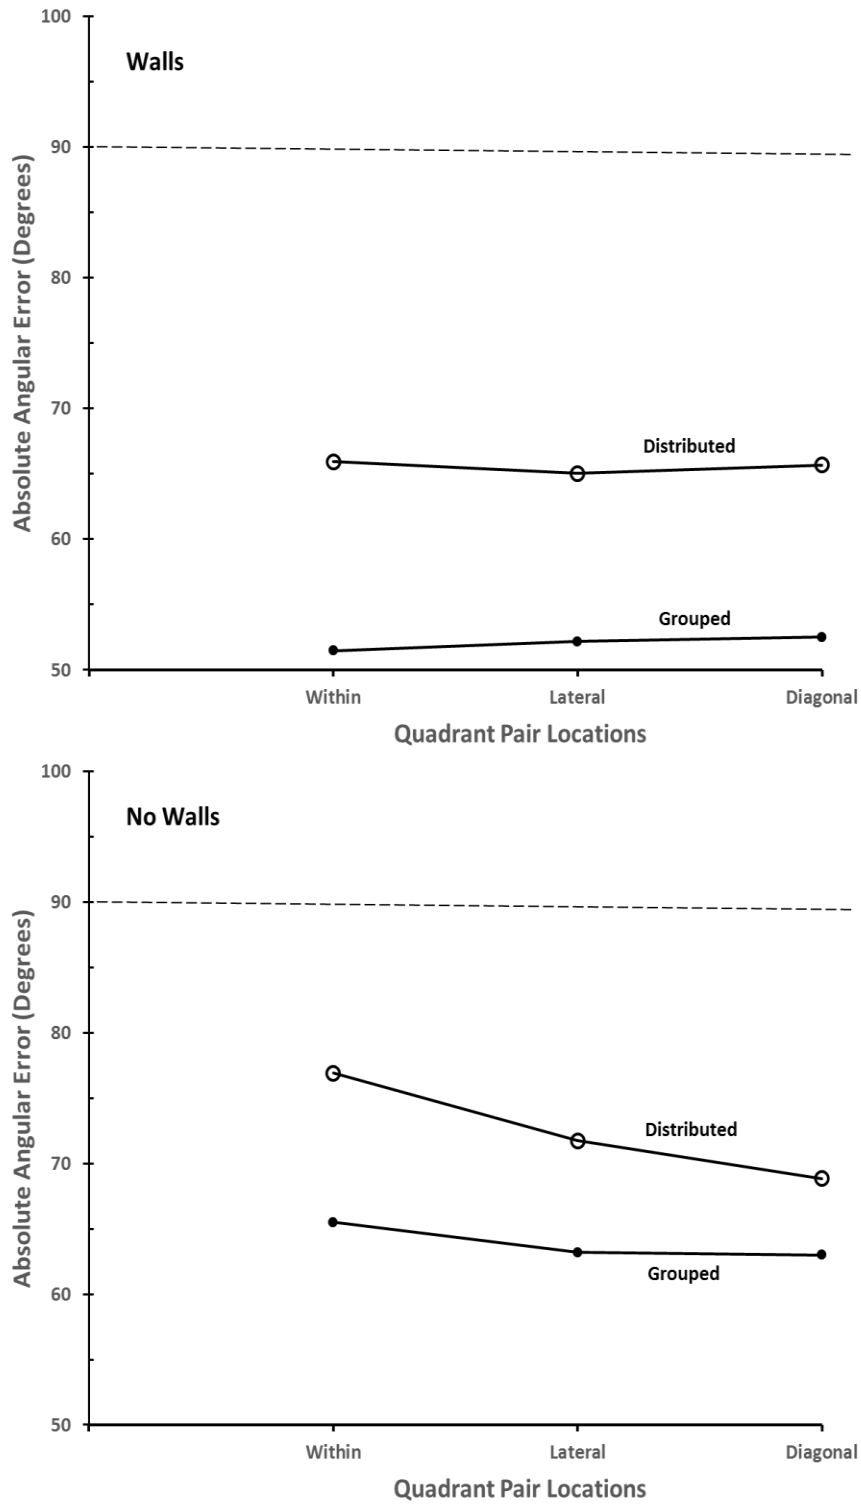 100
Walls
90
80
70
60
50
Absolute Angular Error (Degrees)
Distributed
Grouped
Within Lateral Diagonal
Quadrant Pair Locations
100
No Walls
90
80
70
60
50
Absolute Angular Error (Degrees)
Distributed
Grouped
Within Lateral Diagonal
Quadrant Pair Locations